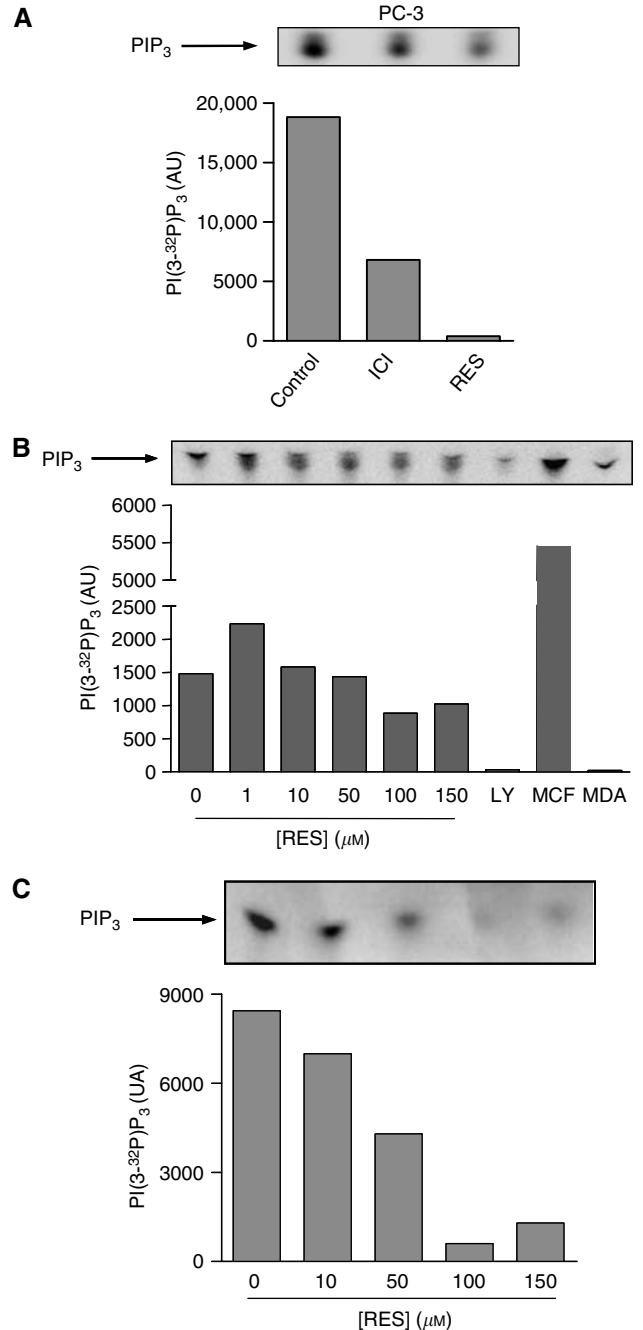 A
PC-3
PIP₃
20,000
15,000
10,000
5000
0
PI(3-³²P)P₃ (AU)
Control
ICI
RES
B
PIP₃
6000
5500
5000
2500
2000
1500
1000
500
0
PI(3-³²P)P₃ (AU)
0 1 10 50 100 150 LY MCF MDA
[RES] (μM)
C
PIP₃
9000
6000
3000
0
PI(3-³²P)P₃ (UA)
0 10 50 100 150
[RES] (μM)